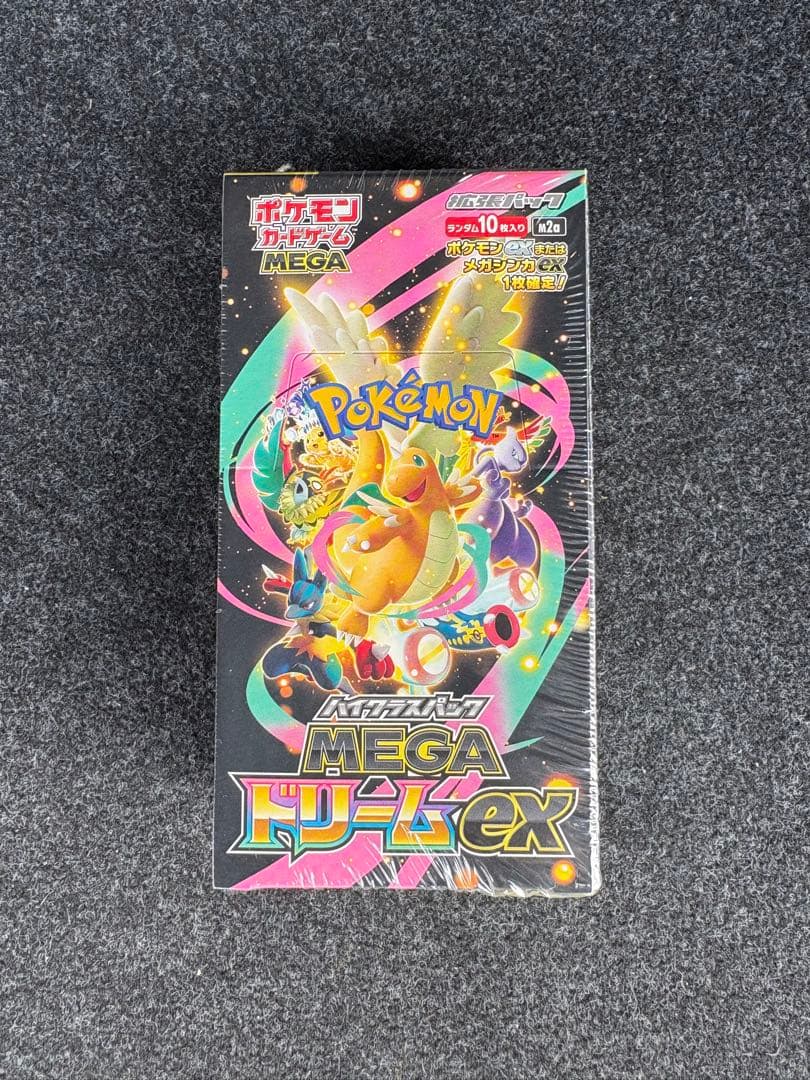 ポケモン
カードゲーム
MEGA
拡張パック
ランダム10枚入り m2a
ポケモンexまたは
メガシンカex
1枚確定!
POKéMON
TM
ハイクラスパック
MEGA
ドリームex